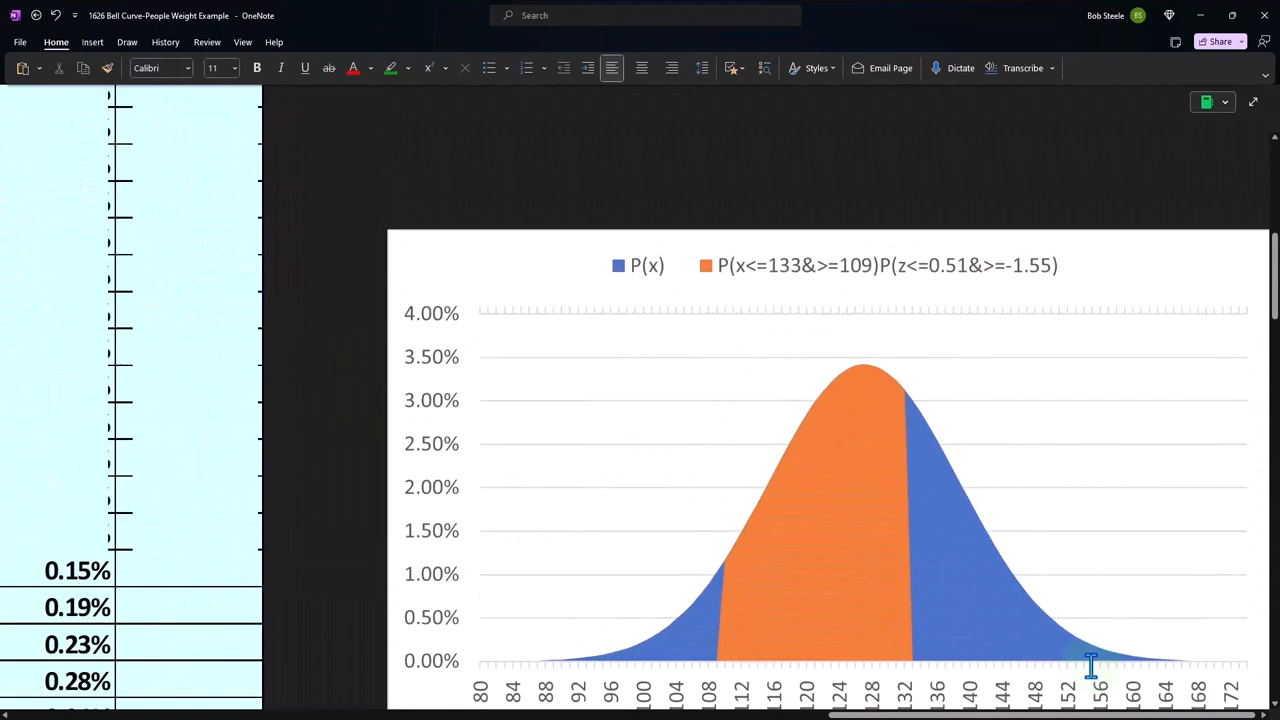 1626 Bell Curve-People Weight Example - OneNote
Search
Bob Steele BS
File Home Insert Draw History Review View Help
Share
Calibri 11 B I U ab A
Styles Email Page Dictate Transcribe
P(x) P(x<=133&>=109)P(z<=0.51&>=-1.55)
4.00%
3.50%
3.00%
2.50%
2.00%
1.50%
1.00%
0.50%
0.00%
80 84 88 92 96 100 104 108 112 116 120 124 128 132 136 140 144 148 152 156 160 164 168 172
0.15%
0.19%
0.23%
0.28%